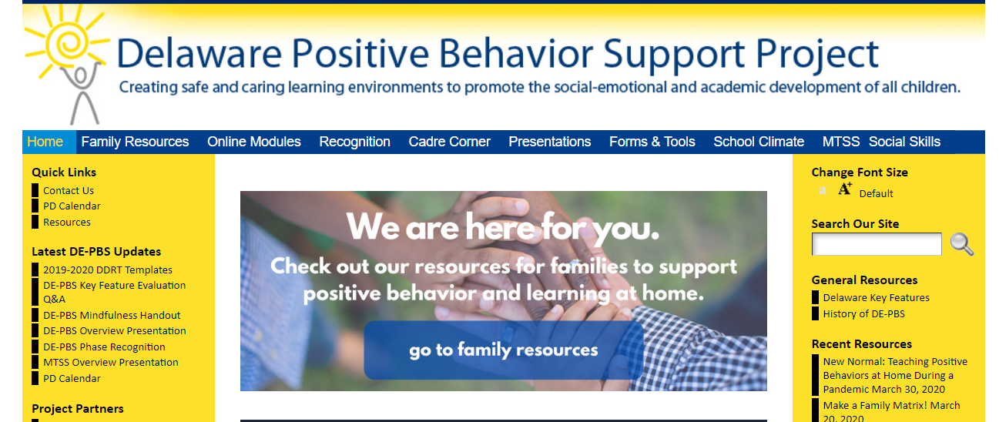 Delaware Positive Behavior Support Project
Creating safe and caring learning environments to promote the social-emotional and academic development of all children.
Home Family Resources Online Modules Recognition Cadre Corner Presentations Forms & Tools School Climate MTSS Social Skills
Quick Links
Contact Us
PD Calendar
Resources
Latest DE-PBS Updates
2019-2020 DDRT Templates
DE-PBS Key Feature Evaluation
Q&A
DE-PBS Mindfulness Handout
DE-PBS Overview Presentation
DE-PBS Phase Recognition
MTSS Overview Presentation
PD Calendar
Project Partners
We are here for you.
Check out our resources for families to support
positive behavior and learning at home.
go to family resources
Change Font Size
a A+ Default
Search Our Site
General Resources
Delaware Key Features
History of DE-PBS
Recent Resources
New Normal: Teaching Positive
Behaviors at Home During a
Pandemic March 30, 2020
Make a Family Matrix! March
20, 2020